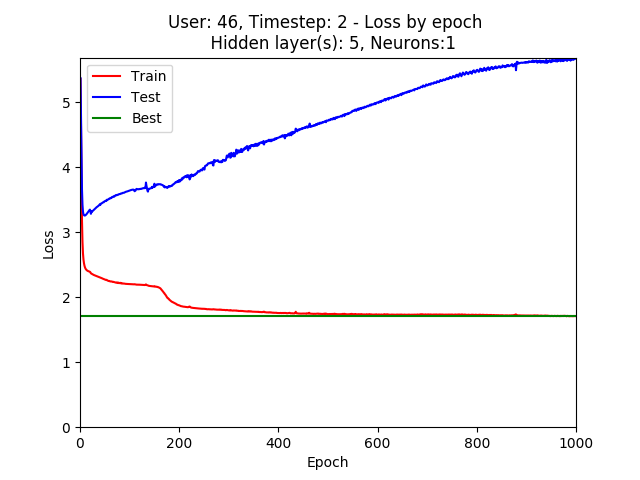 User: 46, Timestep: 2 - Loss by epoch
Hidden layer(s): 5, Neurons:1
Train
Test
Best
5
4
3
2
1
0
Loss
0 200 400 600 800 1000
Epoch